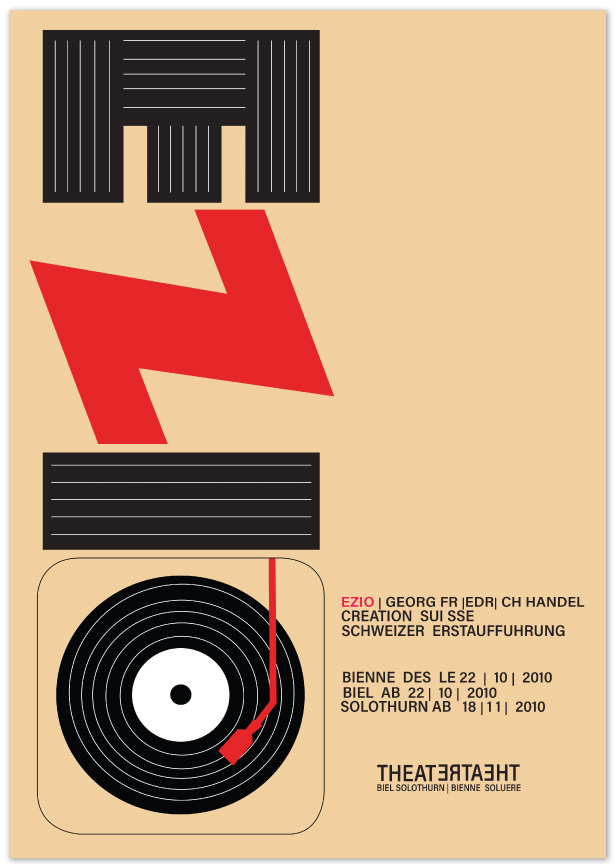 EZIO
EZIO | GEORG FR |EDR| CH HANDEL
CREATION SUI SSE
SCHWEIZER ERSTAUFFUHRUNG
BIENNE DES LE 22 | 10 | 2010
BIEL AB 22 | 10 | 2010
SOLOTHURN AB 18 | 11 | 2010
THEATERTAEHT
BIEL SOLOTHURN | BIENNE SOLUERE